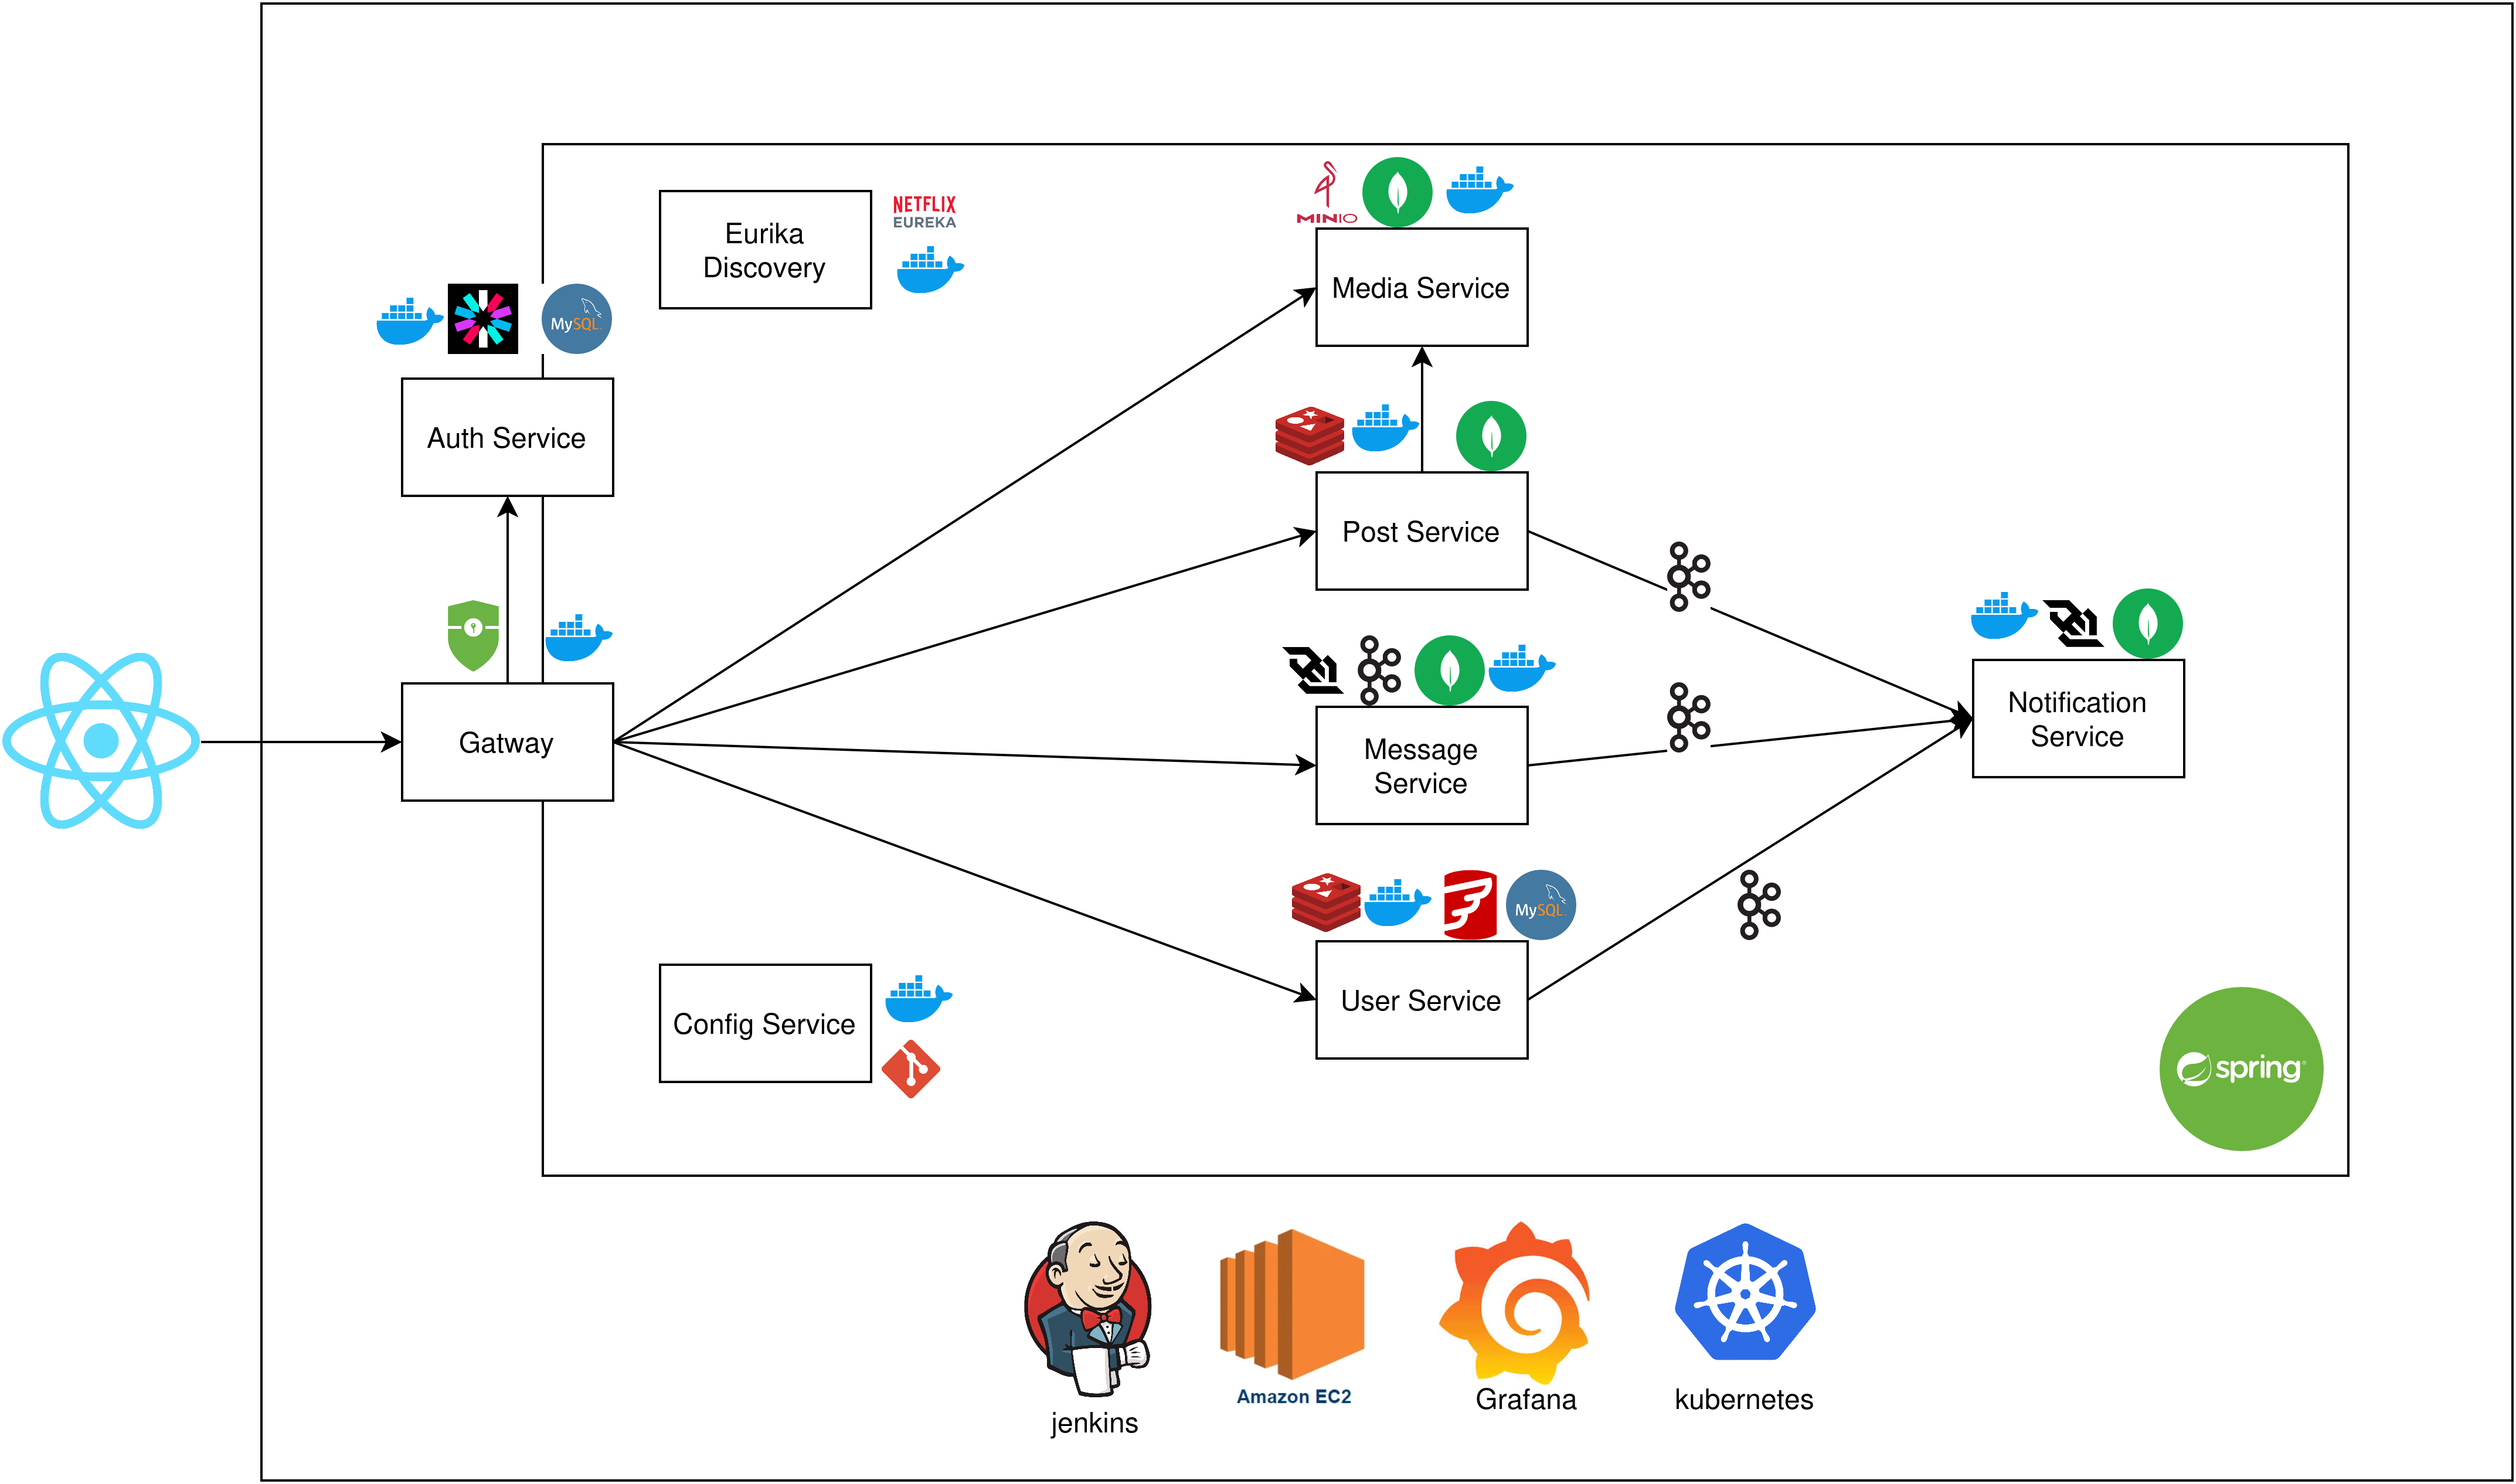 NETFLIX
EUREKA
Eurika
Discovery
MINIO
Media Service
MySQL
Auth Service
Post Service
Gatway
Message
Service
Notification
Service
MySQL
Config Service
User Service
spring
jenkins
Amazon EC2
Grafana
kubernetes